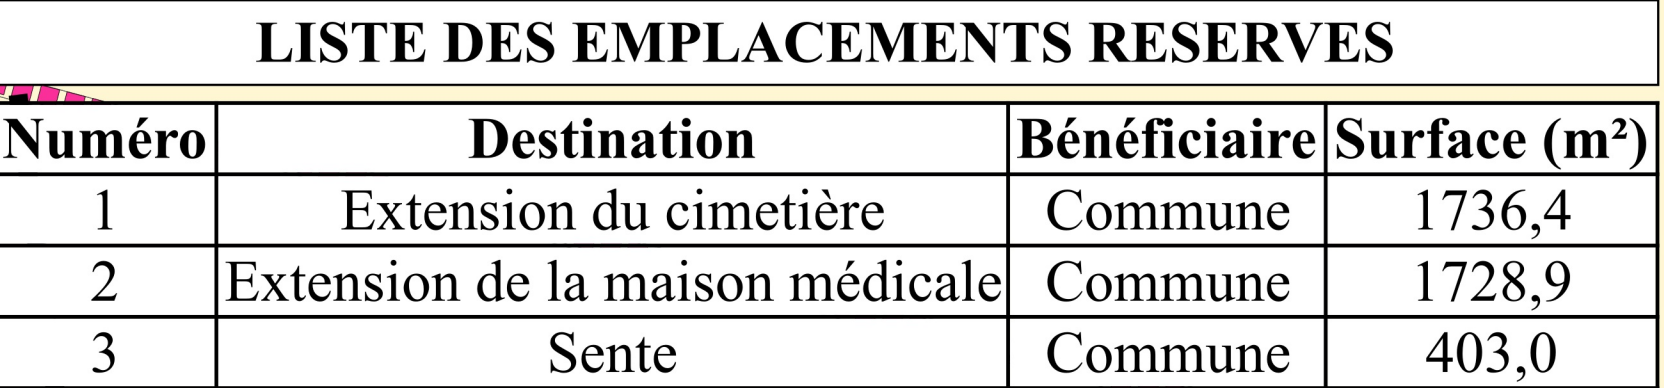 LISTE DES EMPLACEMENTS RESERVES
Numéro Destination Bénéficiaire Surface (m²)
1 Extension du cimetière Commune 1736,4
2 Extension de la maison médicale Commune 1728,9
3 Sente Commune 403,0